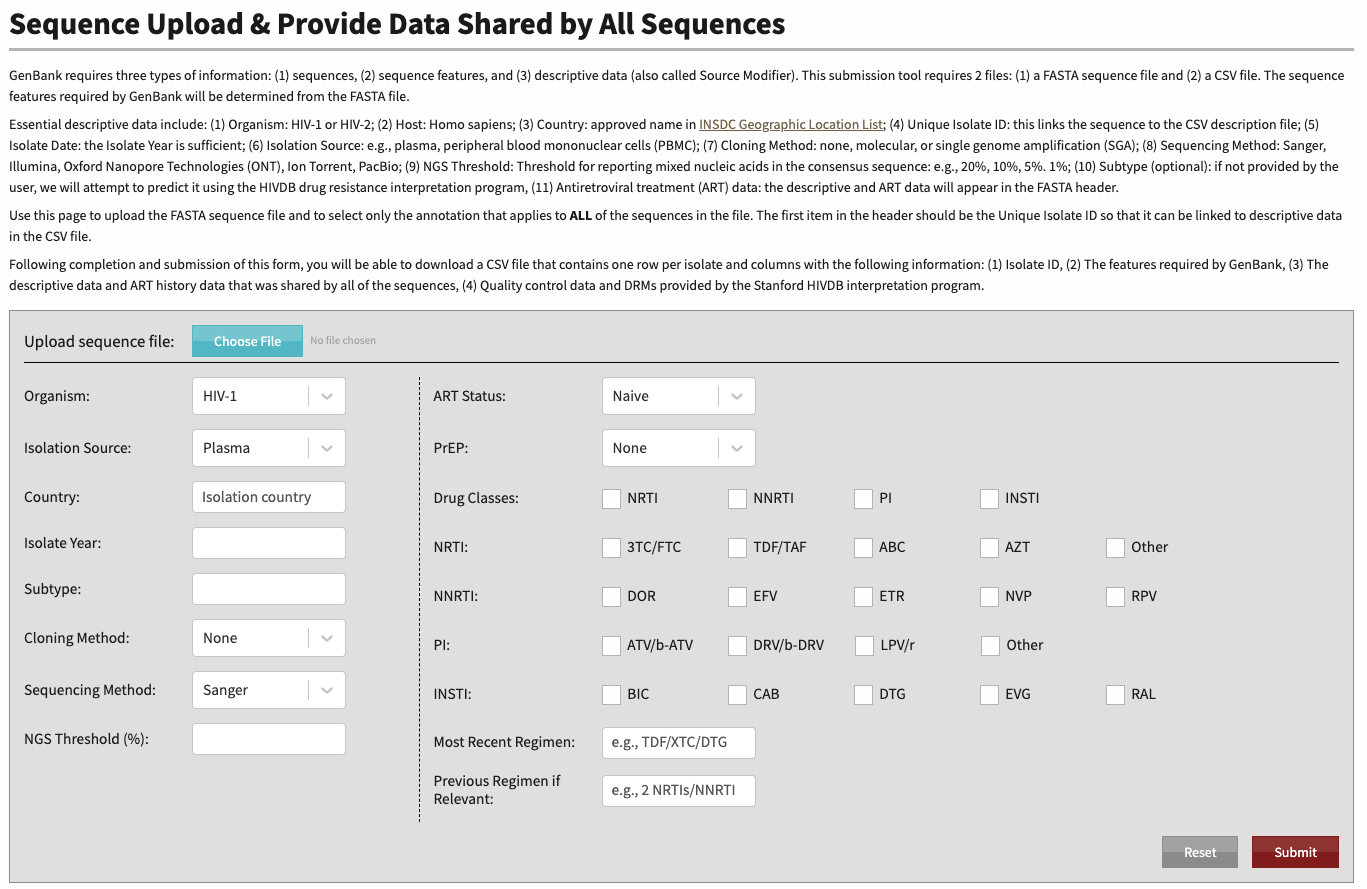 Sequence Upload & Provide Data Shared by All Sequences
GenBank requires three types of information: (1) sequences, (2) sequence features, and (3) descriptive data (also called Source Modifier). This submission tool requires 2 files: (1) a FASTA sequence file and (2) a CSV file. The sequence
features required by GenBank will be determined from the FASTA file.
Essential descriptive data include: (1) Organism: HIV-1 or HIV-2; (2) Host: Homo sapiens; (3) Country: approved name in INSDC Geographic Location List; (4) Unique Isolate ID: this links the sequence to the CSV description file; (5)
Isolate Date: the Isolate Year is sufficient; (6) Isolation Source: e.g., plasma, peripheral blood mononuclear cells (PBMC); (7) Cloning Method: none, molecular, or single genome amplification (SGA); (8) Sequencing Method: Sanger,
Illumina, Oxford Nanopore Technologies (ONT), Ion Torrent, PacBio; (9) NGS Threshold: Threshold for reporting mixed nucleic acids in the consensus sequence: e.g., 20%, 10%, 5%. 1%; (10) Subtype (optional): if not provided by the
user, we will attempt to predict it using the HIVDB drug resistance interpretation program, (11) Antiretroviral treatment (ART) data: the descriptive and ART data will appear in the FASTA header.
Use this page to upload the FASTA sequence file and to select only the annotation that applies to ALL of the sequences in the file. The first item in the header should be the Unique Isolate ID so that it can be linked to descriptive data
in the CSV file.
Following completion and submission of this form, you will be able to download a CSV file that contains one row per isolate and columns with the following information: (1) Isolate ID, (2) The features required by GenBank, (3) The
descriptive data and ART history data that was shared by all of the sequences, (4) Quality control data and DRMs provided by the Stanford HIVDB interpretation program.
Upload sequence file: Choose File No file chosen
Organism: HIV-1
Isolation Source: Plasma
Country: Isolation country
Isolate Year:
Subtype:
Cloning Method: None
Sequencing Method: Sanger
NGS Threshold (%):
ART Status: Naive
PrEP: None
Drug Classes: NRTI NNRTI PI INSTI
NRTI: 3TC/FTC TDF/TAF ABC AZT Other
NNRTI: DOR EFV ETR NVP RPV
PI: ATV/b-ATV DRV/b-DRV LPV/r Other
INSTI: BIC CAB DTG EVG RAL
Most Recent Regimen: e.g., TDF/XTC/DTG
Previous Regimen if
Relevant: e.g., 2 NRTIs/NNRTI
Reset Submit